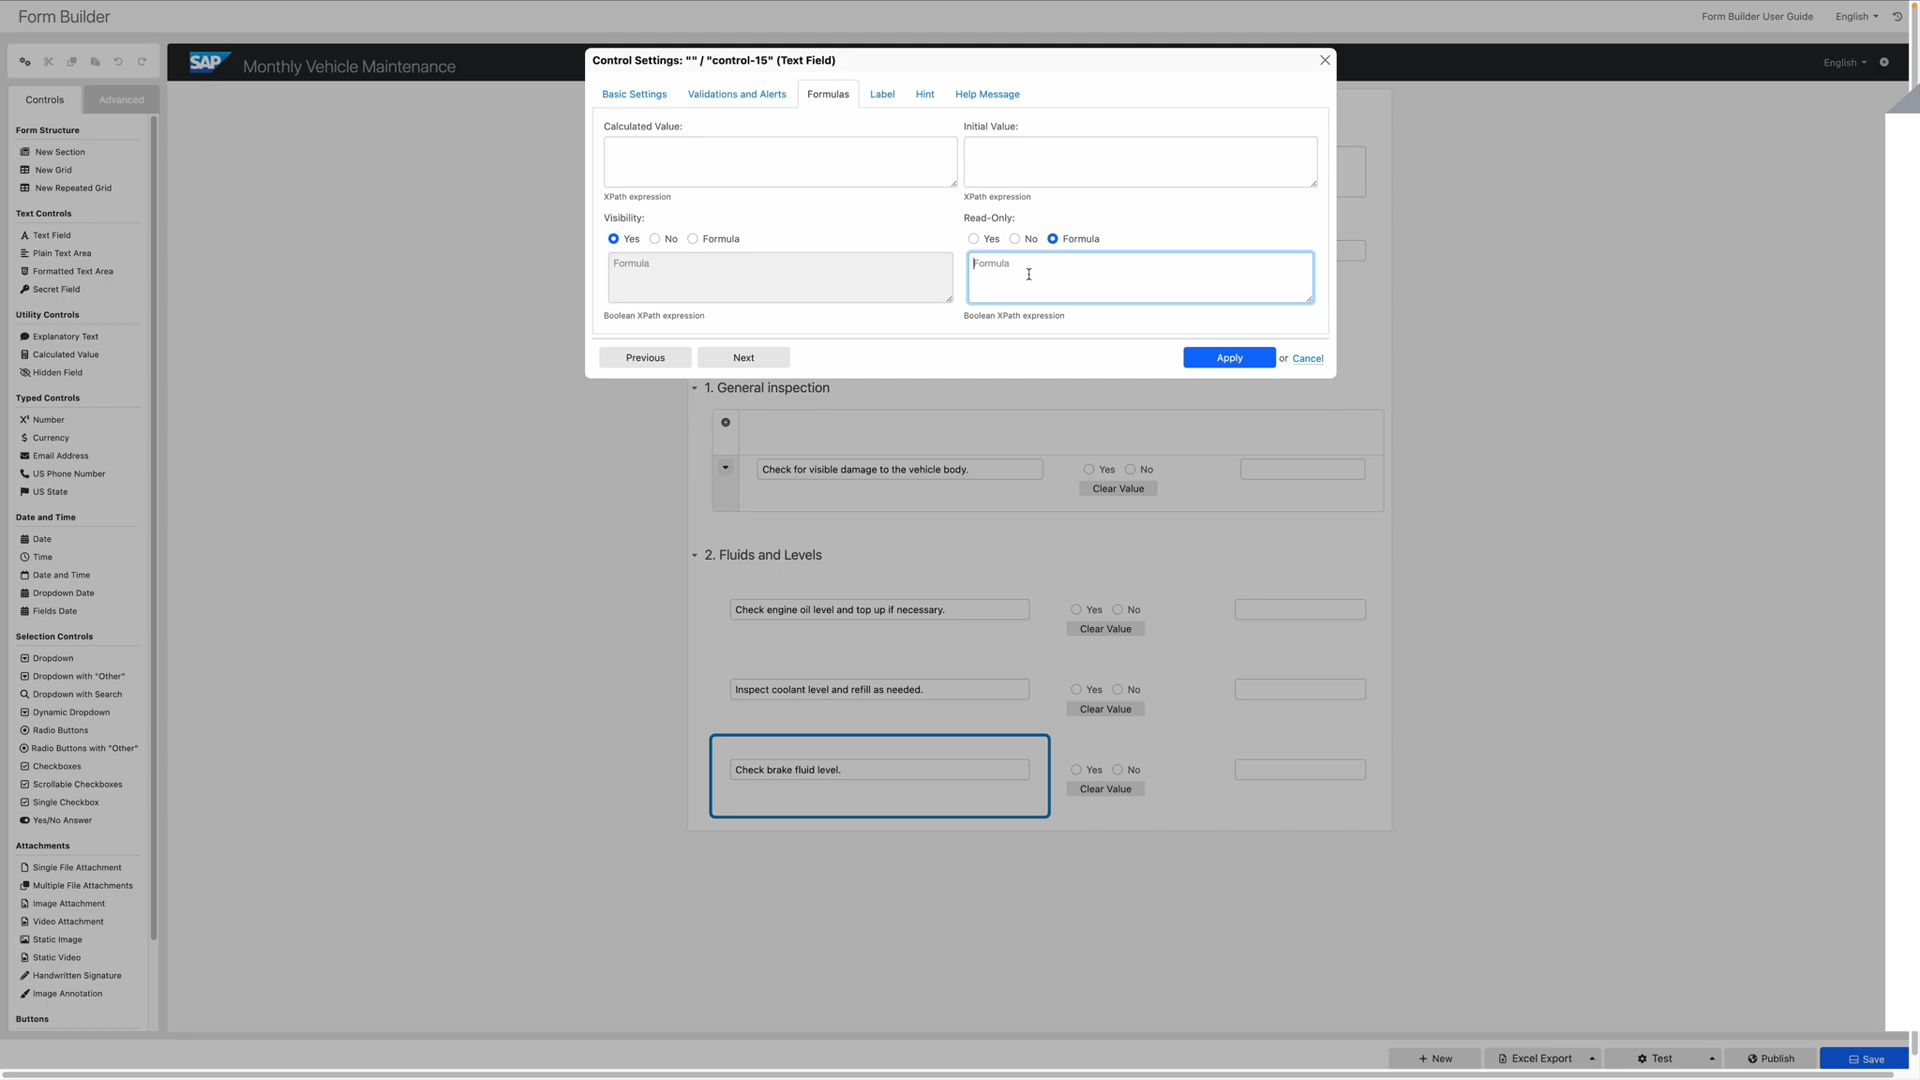 Form Builder
Form Builder User Guide
English
SAP
Monthly Vehicle Maintenance
English
Controls
Advanced
Form Structure
New Section
New Grid
New Repeated Grid
Text Controls
Text Field
Plain Text Area
Formatted Text Area
Secret Field
Utility Controls
Explanatory Text
Calculated Value
Hidden Field
Typed Controls
Number
Currency
Email Address
US Phone Number
US State
Date and Time
Date
Time
Date and Time
Dropdown Date
Fields Date
Selection Controls
Dropdown
Dropdown with "Other"
Dropdown with Search
Dynamic Dropdown
Radio Buttons
Radio Buttons with "Other"
Checkboxes
Scrollable Checkboxes
Single Checkbox
Yes/No Answer
Attachments
Single File Attachment
Multiple File Attachments
Image Attachment
Video Attachment
Static Image
Static Video
Handwritten Signature
Image Annotation
Buttons
Control Settings: "" / "control-15" (Text Field)
Basic Settings Validations and Alerts Formulas Label Hint Help Message
Calculated Value: Initial Value:
XPath expression XPath expression
Visibility: Read-Only:
Yes No Formula Yes No Formula
Formula Formula
Boolean XPath expression Boolean XPath expression
Previous Next Apply or Cancel
1. General inspection
Check for visible damage to the vehicle body. Yes No
Clear Value
2. Fluids and Levels
Check engine oil level and top up if necessary. Yes No
Clear Value
Inspect coolant level and refill as needed. Yes No
Clear Value
Check brake fluid level. Yes No
Clear Value
+ New Excel Export Test Publish Save